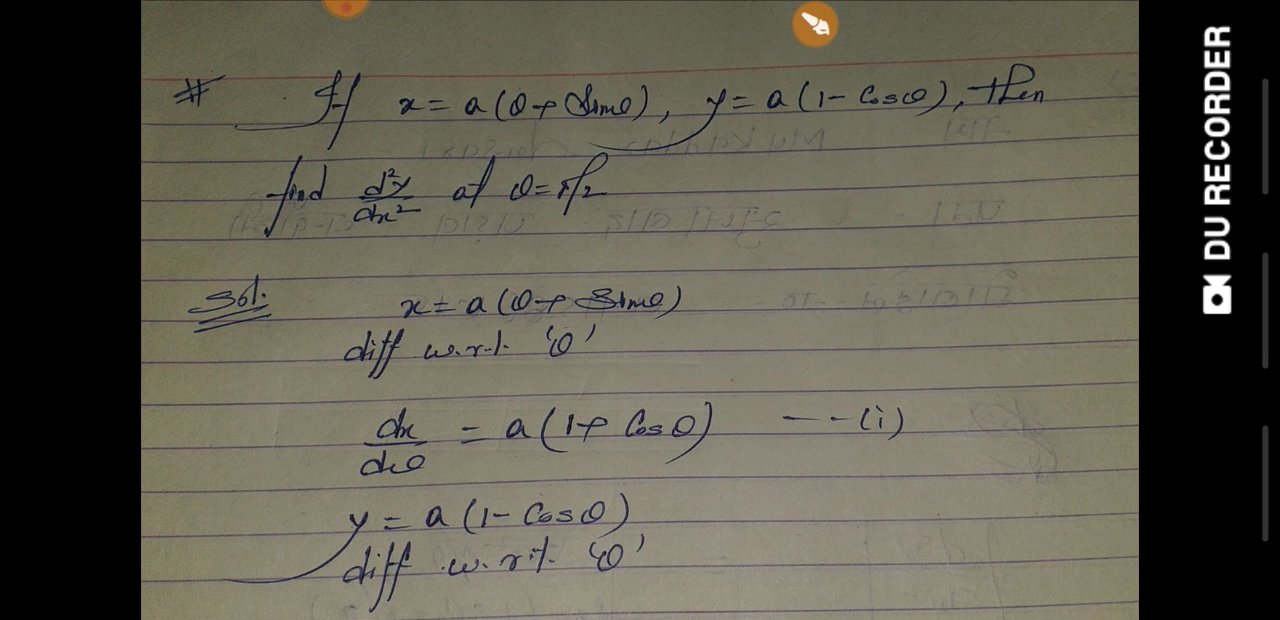 # If x = a(θ + Sinθ), y = a(1 - Cosθ), then
find d²y/dx² at θ = π/2
Sol.
x = a(θ + Sinθ)
diff w.r.t. 'θ'
dx/dθ = a(1 + Cosθ) --- (i)
y = a(1 - Cosθ)
diff w.r.t. 'θ'
DU RECORDER